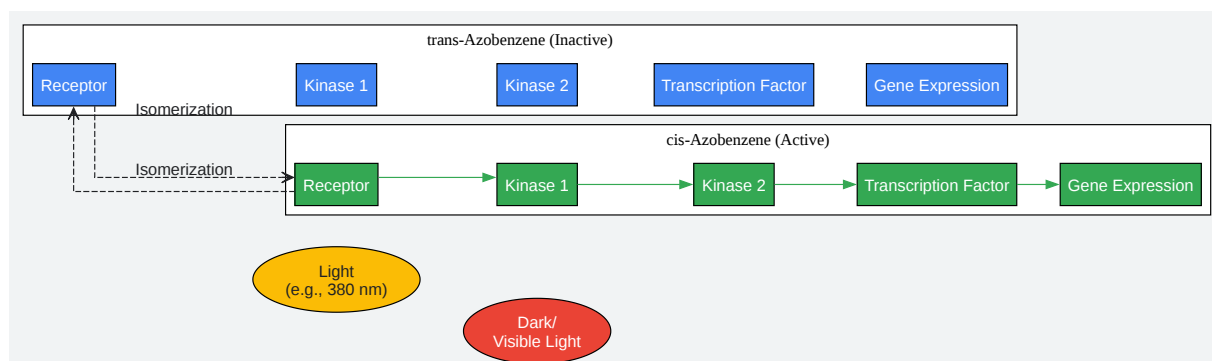 trans-Azobenzene (Inactive)
Receptor
Kinase 1
Kinase 2
Transcription Factor
Gene Expression
Isomerization
cis-Azobenzene (Active)
Isomerization
Receptor
Kinase 1
Kinase 2
Transcription Factor
Gene Expression
Light
(e.g., 380 nm)
Dark/
Visible Light